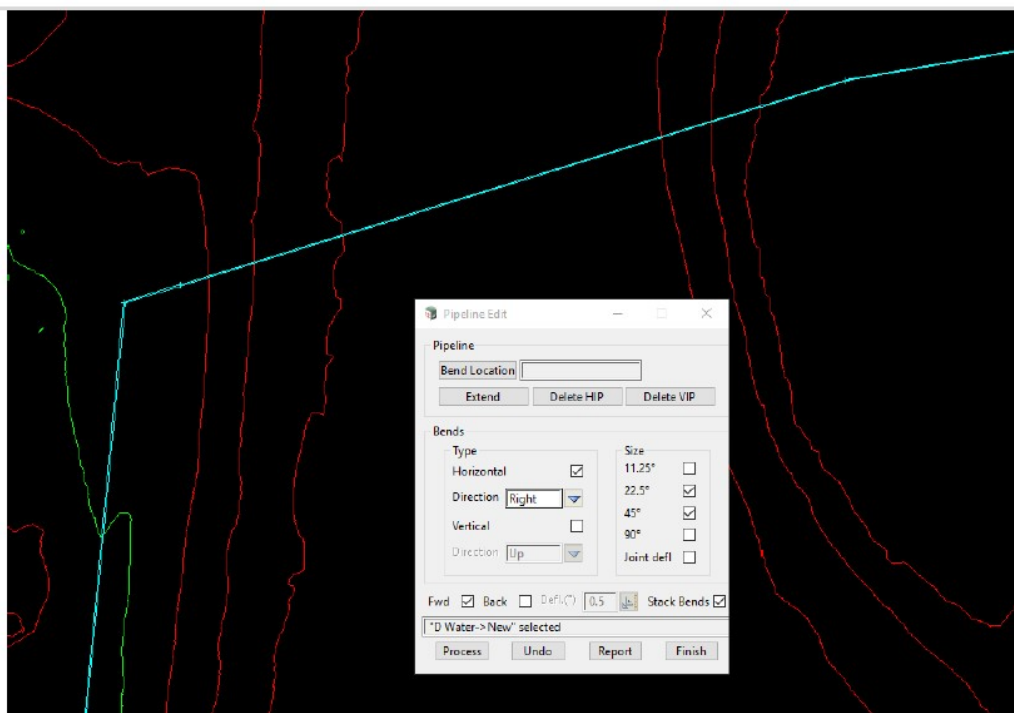 Pipeline Edit
Pipeline
Bend Location
Extend Delete HIP Delete VIP
Bends
Type
Horizontal
Direction Right
Vertical
Direction Up
Size
11.25°
22.5°
45°
90°
Joint defl
Fwd Back Defl.(°) 0.5 Stack Bends
"D Water->New" selected
Process Undo Report Finish